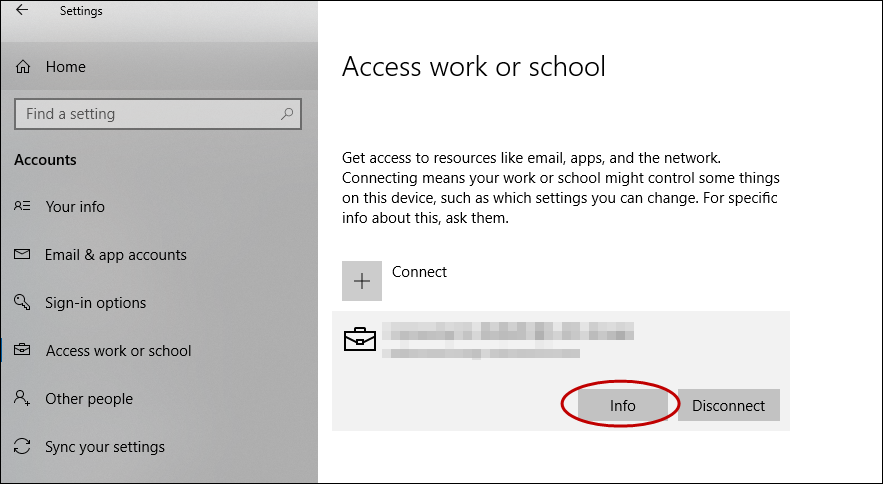 Settings
Home
Find a setting
Accounts
Your info
Email & app accounts
Sign-in options
Access work or school
Other people
Sync your settings
Access work or school
Get access to resources like email, apps, and the network.
Connecting means your work or school might control some things
on this device, such as which settings you can change. For specific
info about this, ask them.
Connect
Info
Disconnect